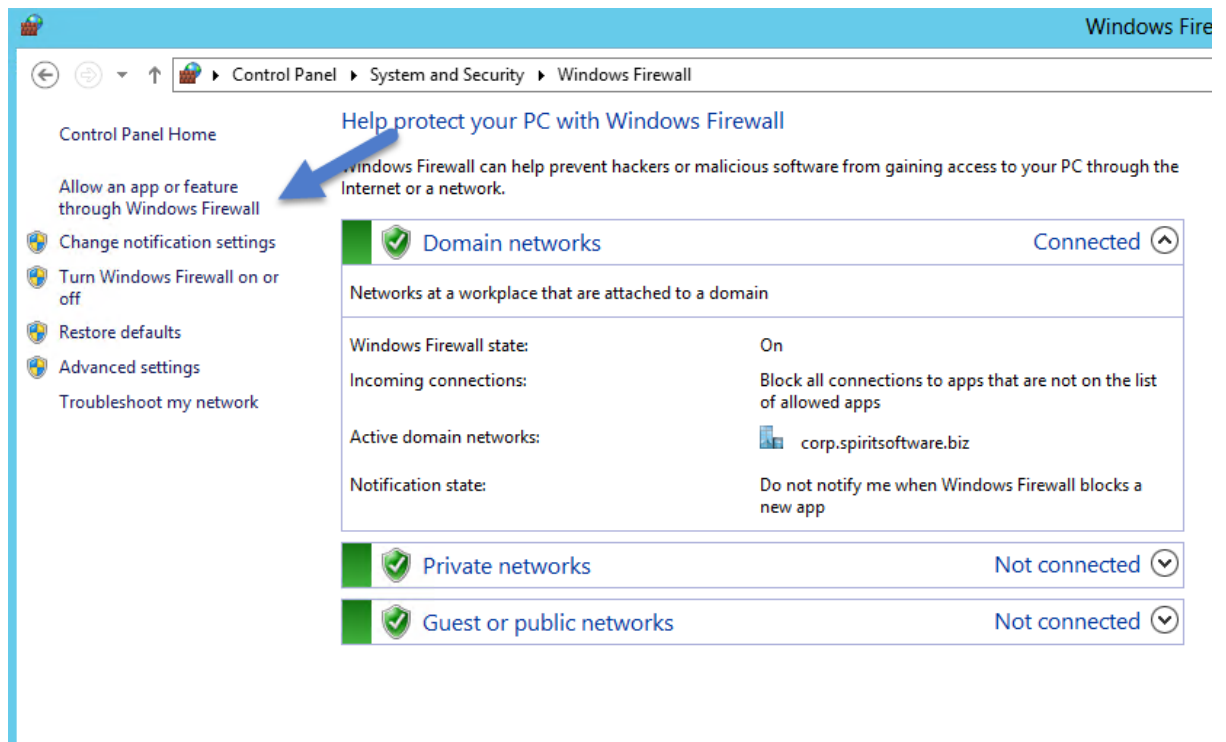 Windows Fire
Control Panel ▸ System and Security ▸ Windows Firewall
Control Panel Home
Allow an app or feature
through Windows Firewall
Change notification settings
Turn Windows Firewall on or
off
Restore defaults
Advanced settings
Troubleshoot my network
Help protect your PC with Windows Firewall
Windows Firewall can help prevent hackers or malicious software from gaining access to your PC through the
Internet or a network.
Domain networks Connected
Networks at a workplace that are attached to a domain
Windows Firewall state: On
Incoming connections: Block all connections to apps that are not on the list
of allowed apps
Active domain networks: corp.spiritsoftware.biz
Notification state: Do not notify me when Windows Firewall blocks a
new app
Private networks Not connected
Guest or public networks Not connected